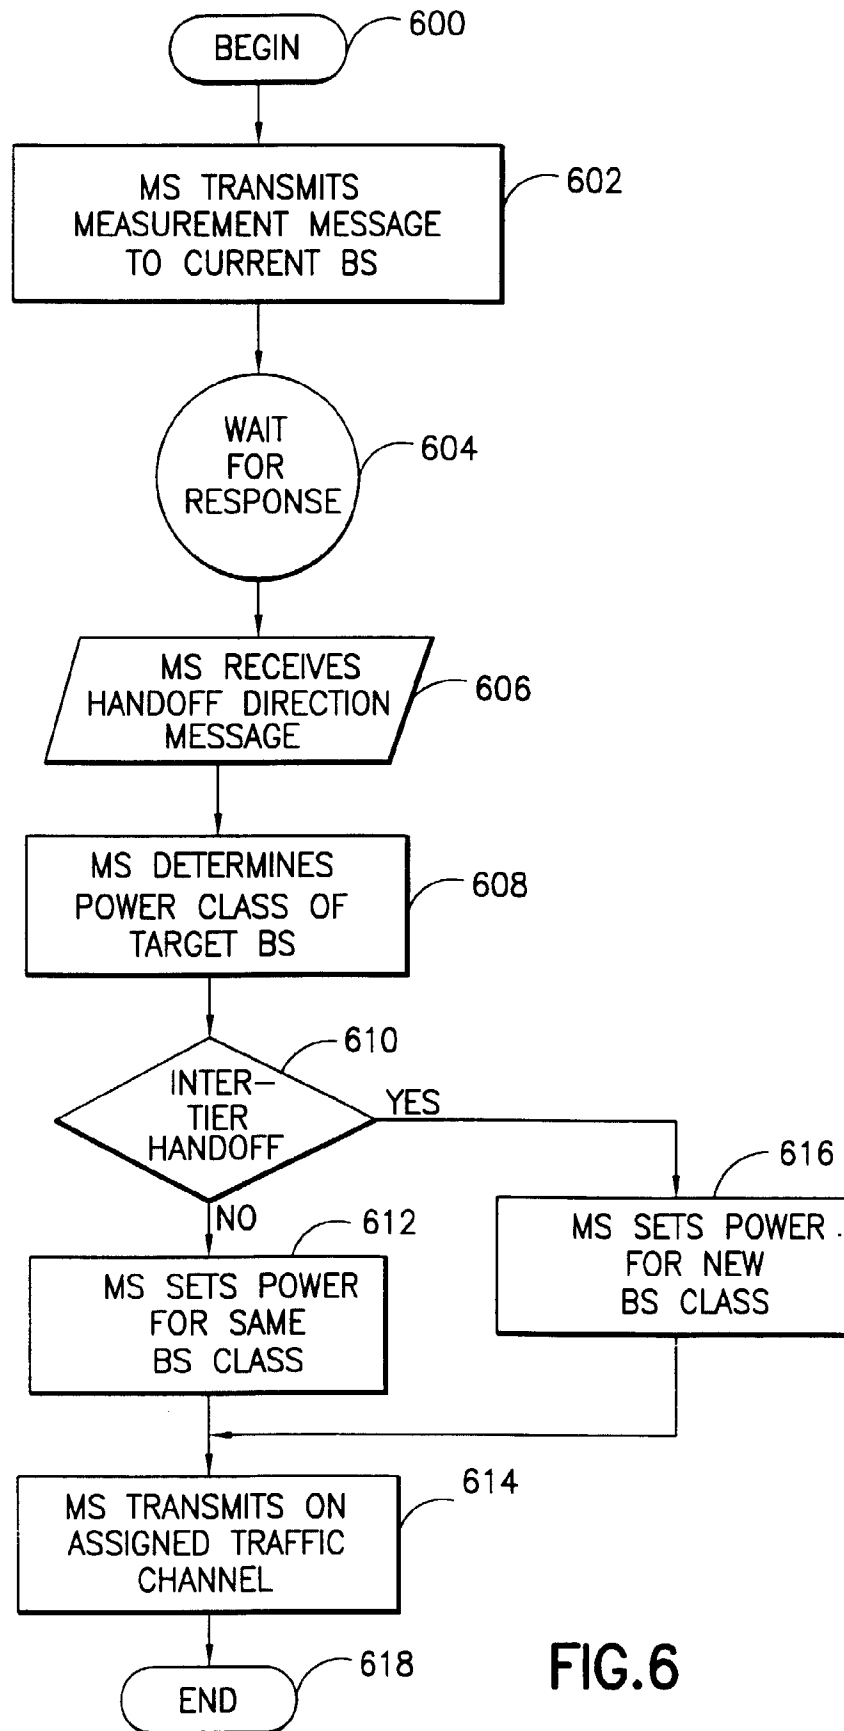 BEGIN
600
MS TRANSMITS
MEASUREMENT MESSAGE
TO CURRENT BS
602
WAIT
FOR
RESPONSE
604
MS RECEIVES
HANDOFF DIRECTION
MESSAGE
606
MS DETERMINES
POWER CLASS OF
TARGET BS
608
INTER-
TIER
HANDOFF
610
YES
NO
MS SETS POWER
FOR SAME
BS CLASS
612
MS SETS POWER
FOR NEW
BS CLASS
616
MS TRANSMITS ON
ASSIGNED TRAFFIC
CHANNEL
614
END
618
FIG.6